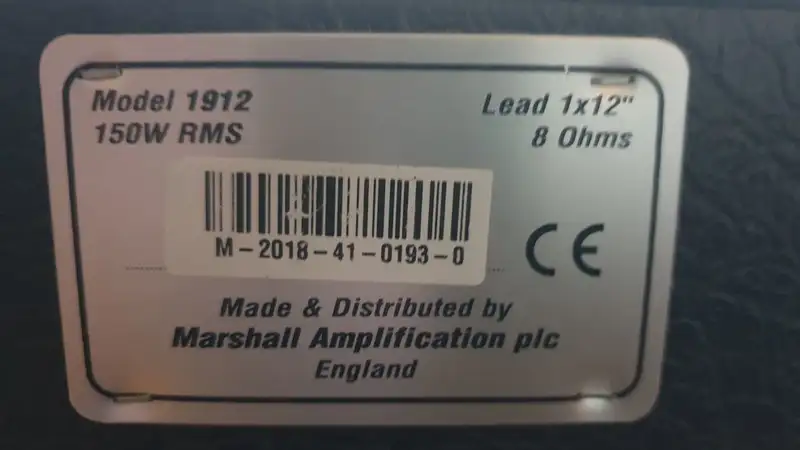 Model 1912
150W RMS
Lead 1x12"
8 Ohms
M-2018-41-0193-0
CE
Made & Distributed by
Marshall Amplification plc
England